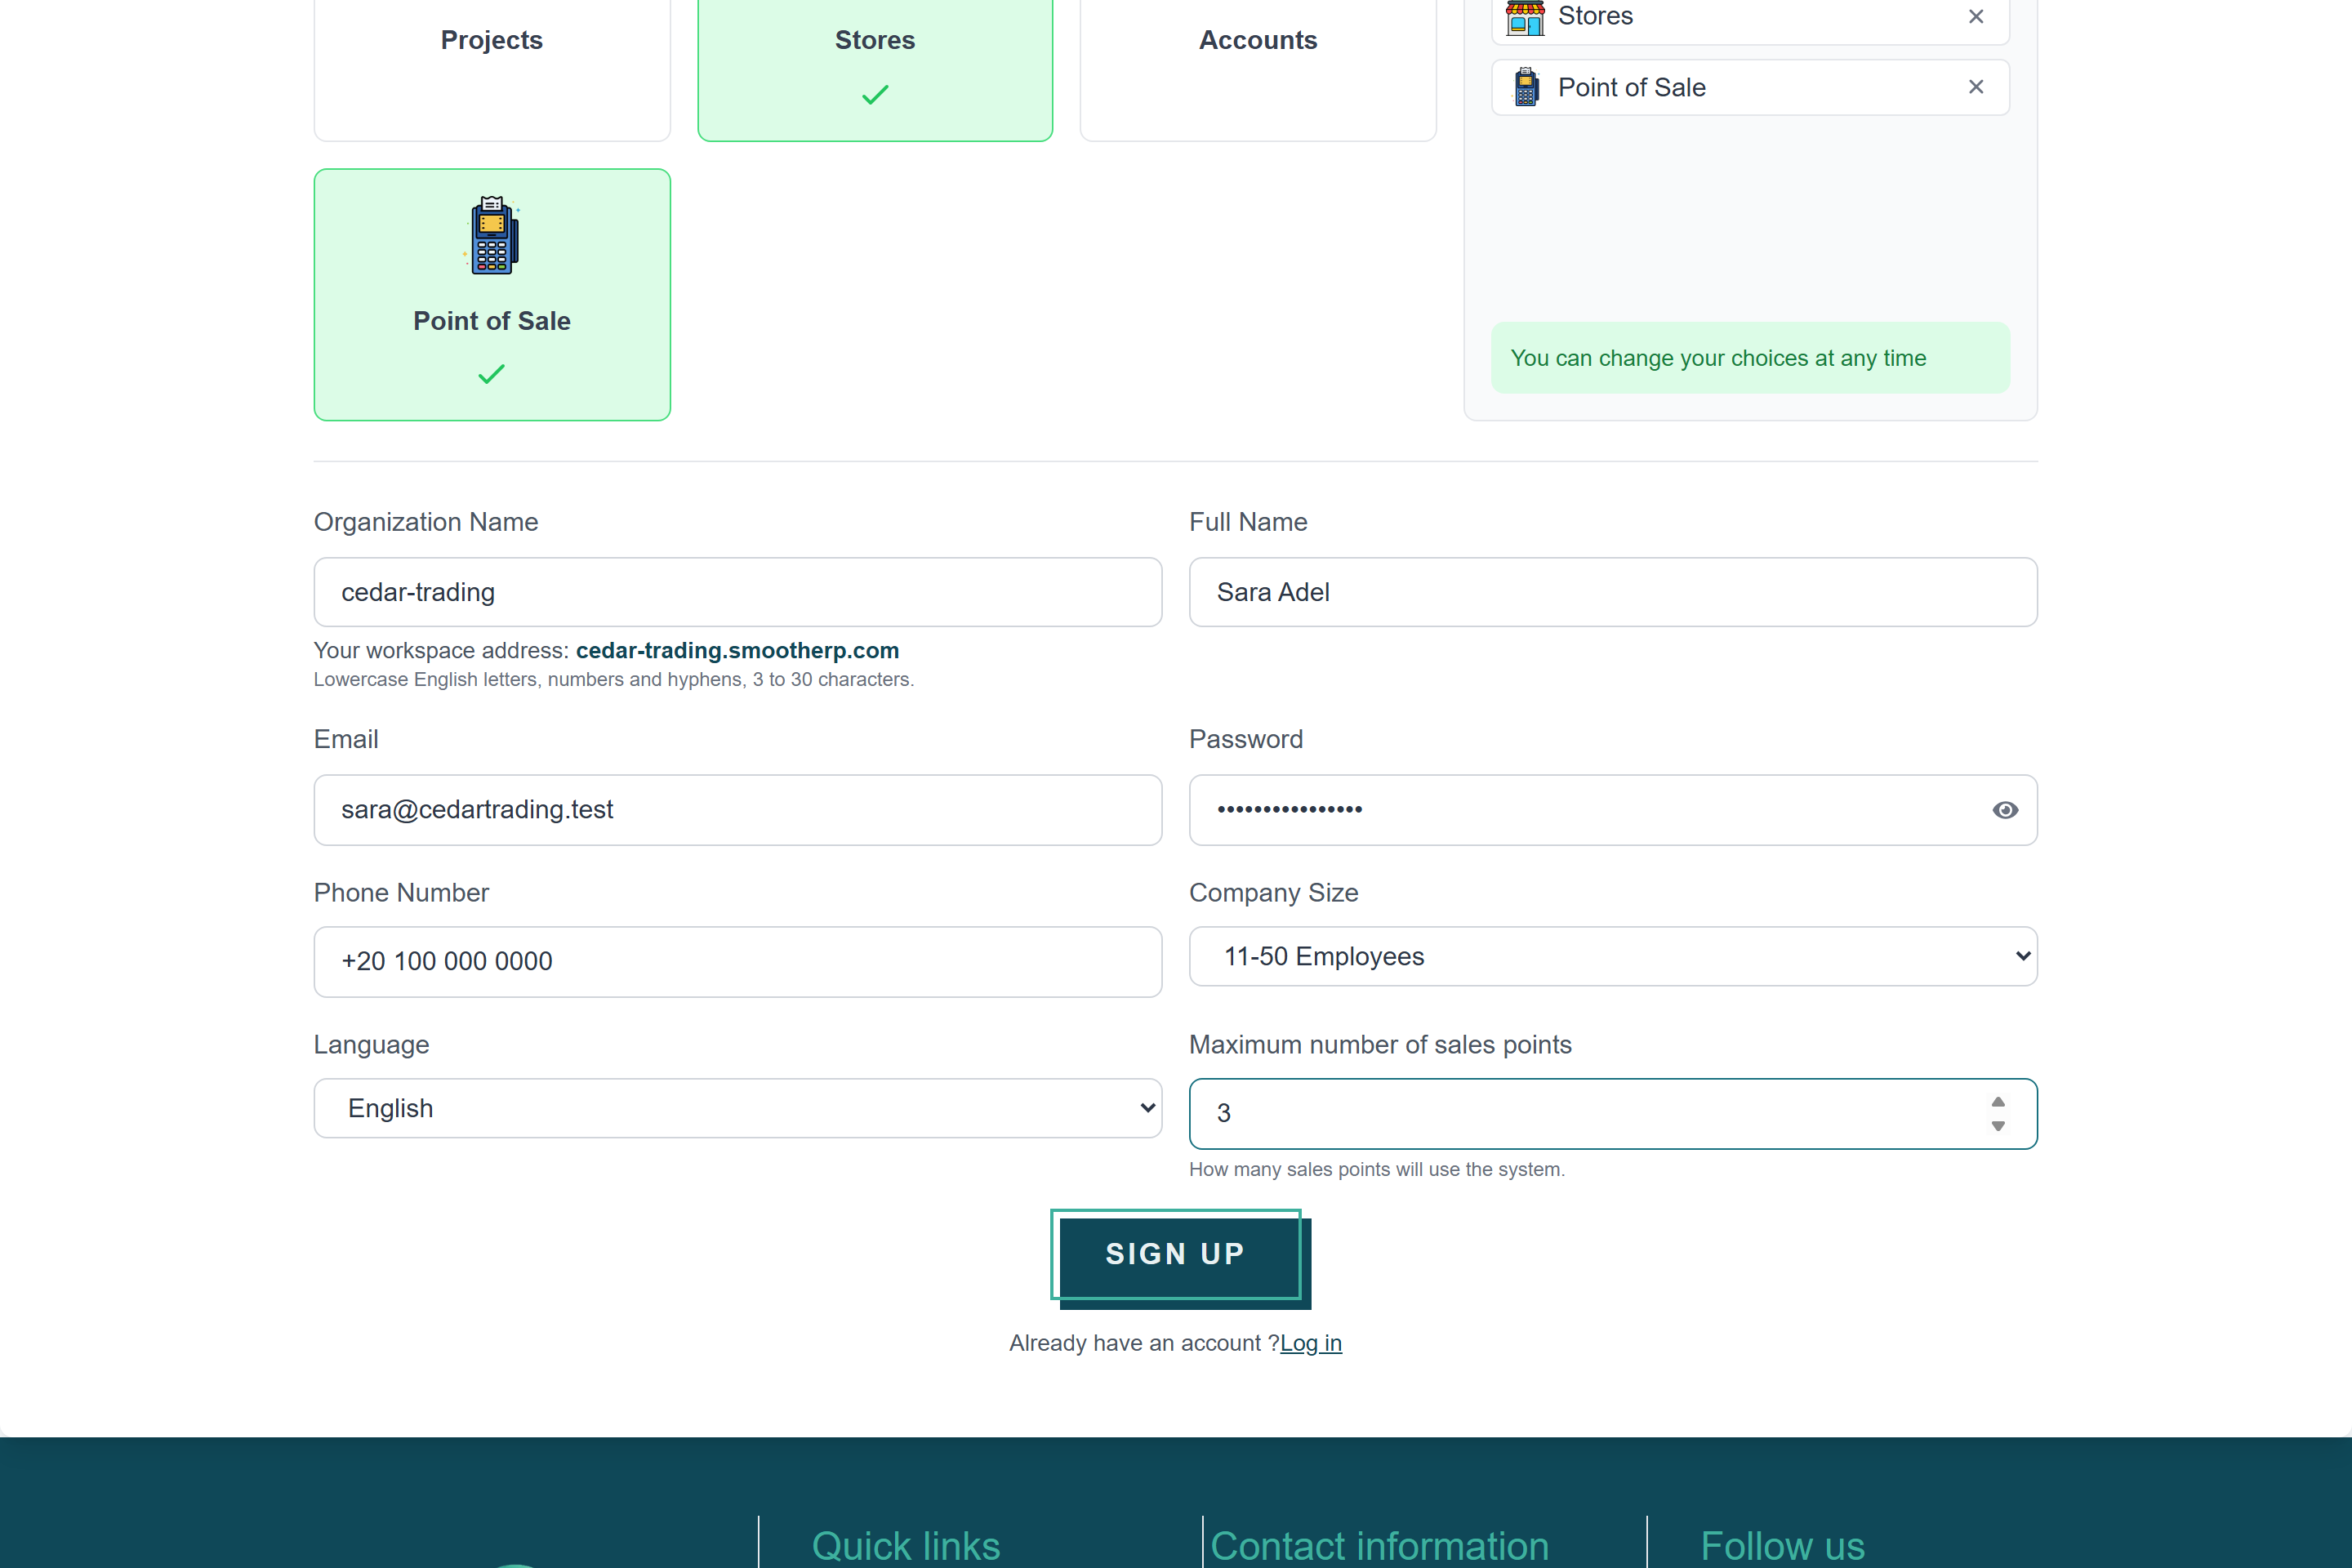 Projects
Stores
Accounts
Stores
Point of Sale
Point of Sale
You can change your choices at any time
Organization Name
Full Name
cedar-trading
Sara Adel
Your workspace address: cedar-trading.smootherp.com
Lowercase English letters, numbers and hyphens, 3 to 30 characters.
Email
Password
sara@cedartrading.test
••••••••••••••••
Phone Number
Company Size
+20 100 000 0000
11-50 Employees
Language
Maximum number of sales points
English
3
How many sales points will use the system.
SIGN UP
Already have an account ?Log in
Quick links
Contact information
Follow us